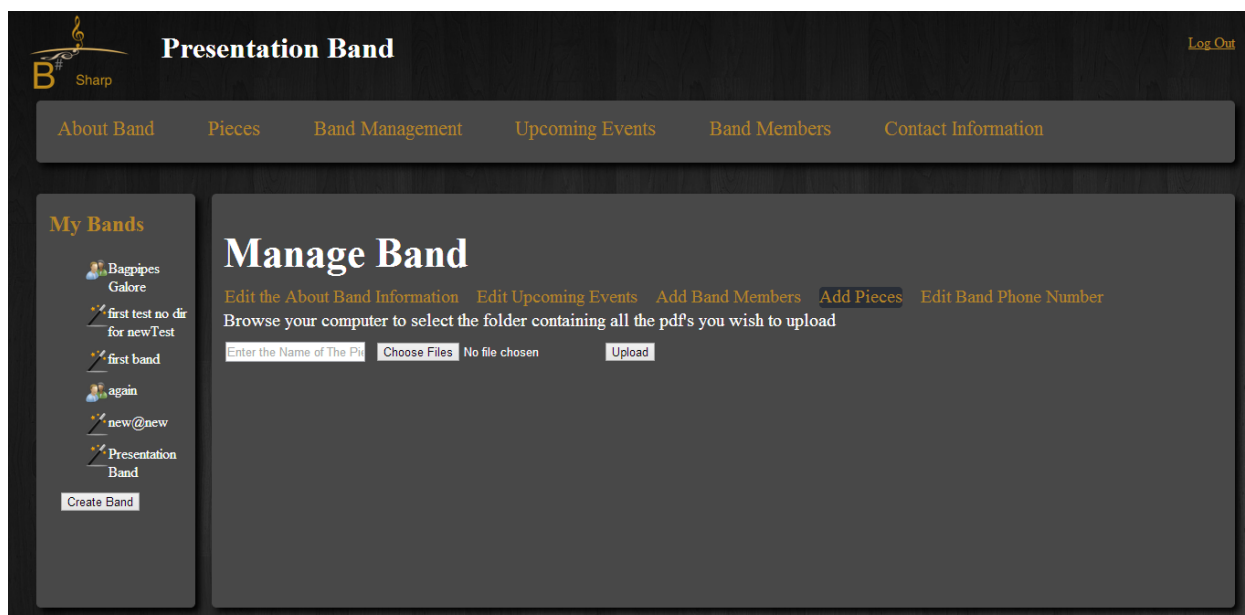 B# Sharp
Presentation Band
Log Out
About Band Pieces Band Management Upcoming Events Band Members Contact Information
My Bands
Bagpipes
Galore
first test no dir
for newTest
first band
again
new@new
Presentation
Band
Create Band
Manage Band
Edit the About Band Information Edit Upcoming Events Add Band Members Add Pieces Edit Band Phone Number
Browse your computer to select the folder containing all the pdf's you wish to upload
Enter the Name of The Choose Files No file chosen Upload